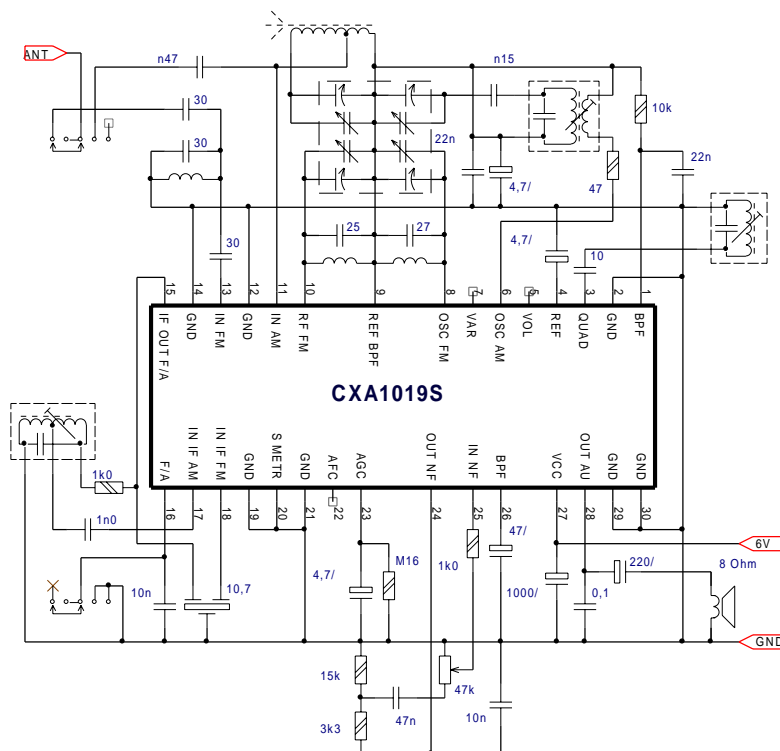 ANT
n47
n15
30
10k
30
22n
22n
4,7/
47
25
27
4,7/
10
30
15
14
13
12
11
10
9
8
7
6
5
4
3
2
1
IF OUT F/A
GND
IN FM
GND
IN AM
RF FM
REF BPF
OSC FM
VAR
OSC AM
VOL
REF
QUAD
GND
BPF
CXA1019S
F/A
IN IF AM
IN IF FM
GND
S METR
GND
AFC
AGC
OUT NF
IN NF
BPF
VCC
OUT AU
GND
GND
16
17
18
19
20
21
22
23
24
25
26
27
28
29
30
1k0
1n0
47/
6V
M16
1k0
220/
8 Ohm
10n
10,7
4,7/
1000/
0,1
GND
15k
47k
47n
10n
3k3